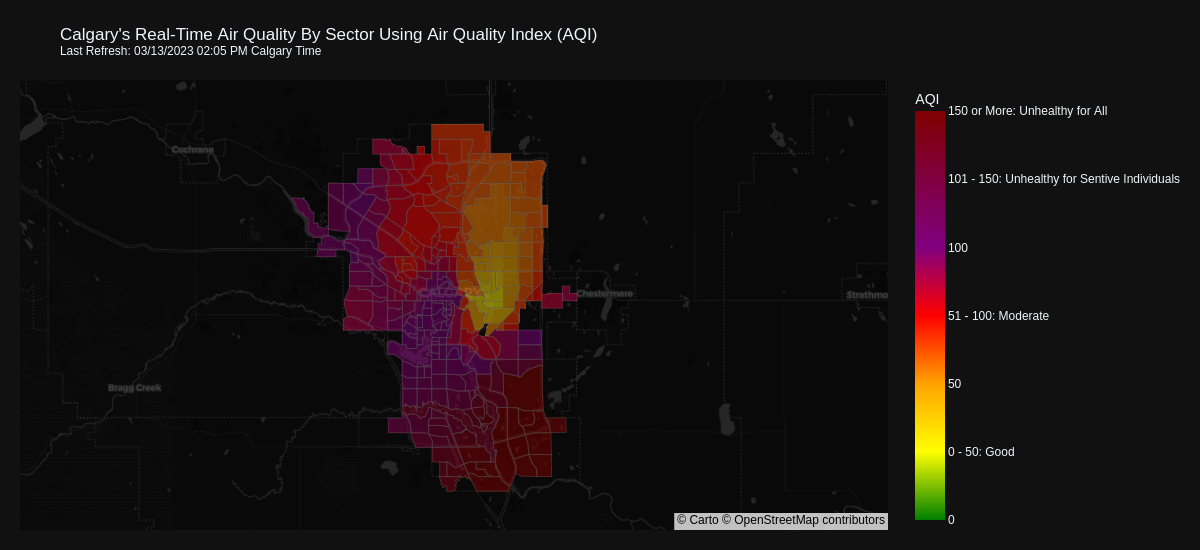 Calgary's Real-Time Air Quality By Sector Using Air Quality Index (AQI)
Last Refresh: 03/13/2023 02:05 PM Calgary Time
AQI
150 or More: Unhealthy for All
Cochrane
101 - 150: Unhealthy for Sentive Individuals
100
Chestermere
Strathmo
51 - 100: Moderate
Bragg Creek
50
0 - 50: Good
© Carto © OpenStreetMap contributors
0